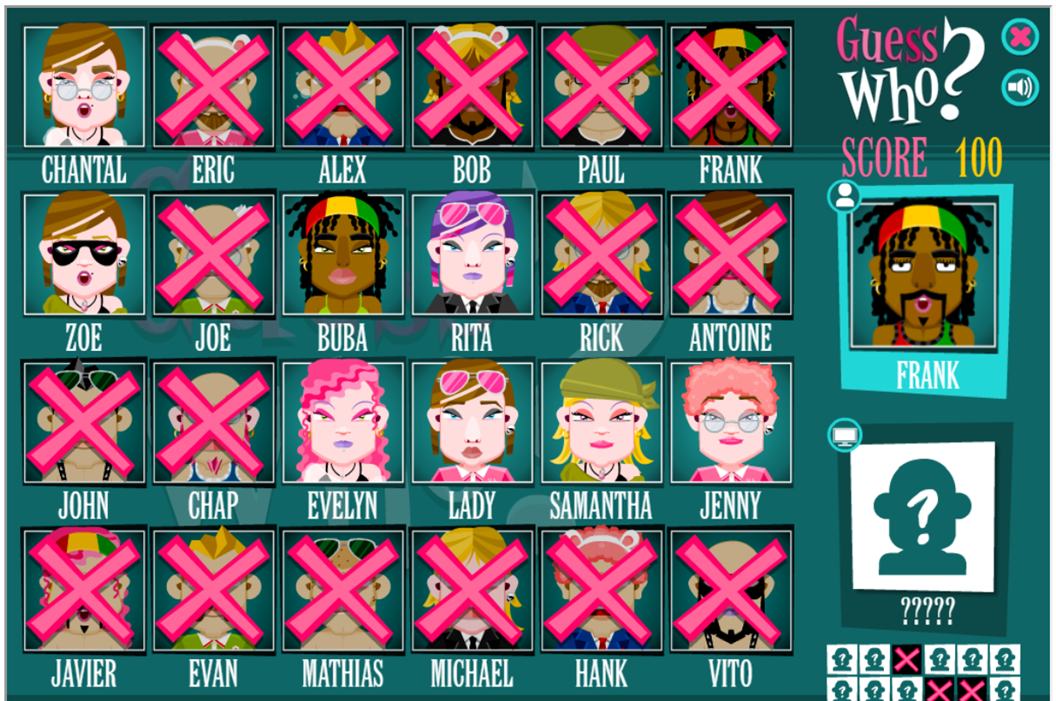 Guess
Who?
SCORE 100
CHANTAL ERIC ALEX BOB PAUL FRANK
ZOE JOE BUBA RITA RICK ANTOINE
FRANK
JOHN CHAP EVELYN LADY SAMANTHA JENNY
?
?????
JAVIER EVAN MATHIAS MICHAEL HANK VITO